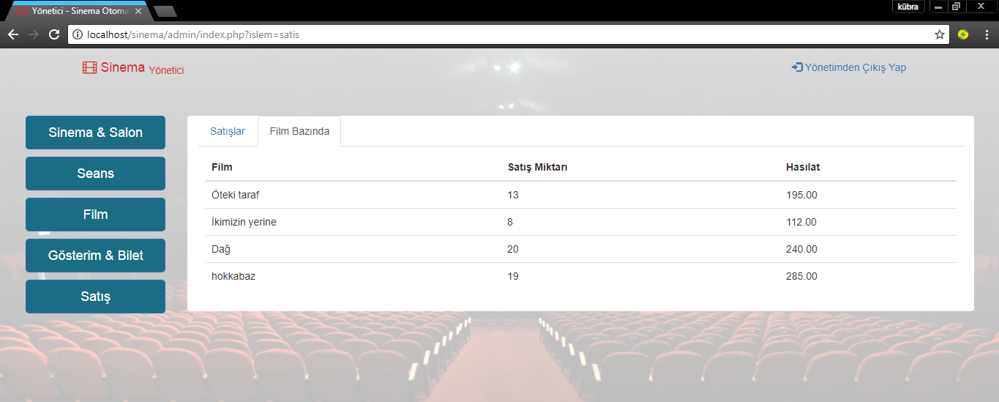 kübra
Yönetici - Sinema Otoma
localhost/sinema/admin/index.php?islem=satis
Sinema Yönetici
Yönetimden Çıkış Yap
Sinema & Salon
Seans
Film
Gösterim & Bilet
Satış
Satışlar Film Bazında
Film Satış Miktarı Hasılat
Öteki taraf 13 195.00
İkimizin yerine 8 112.00
Dağ 20 240.00
hokkabaz 19 285.00